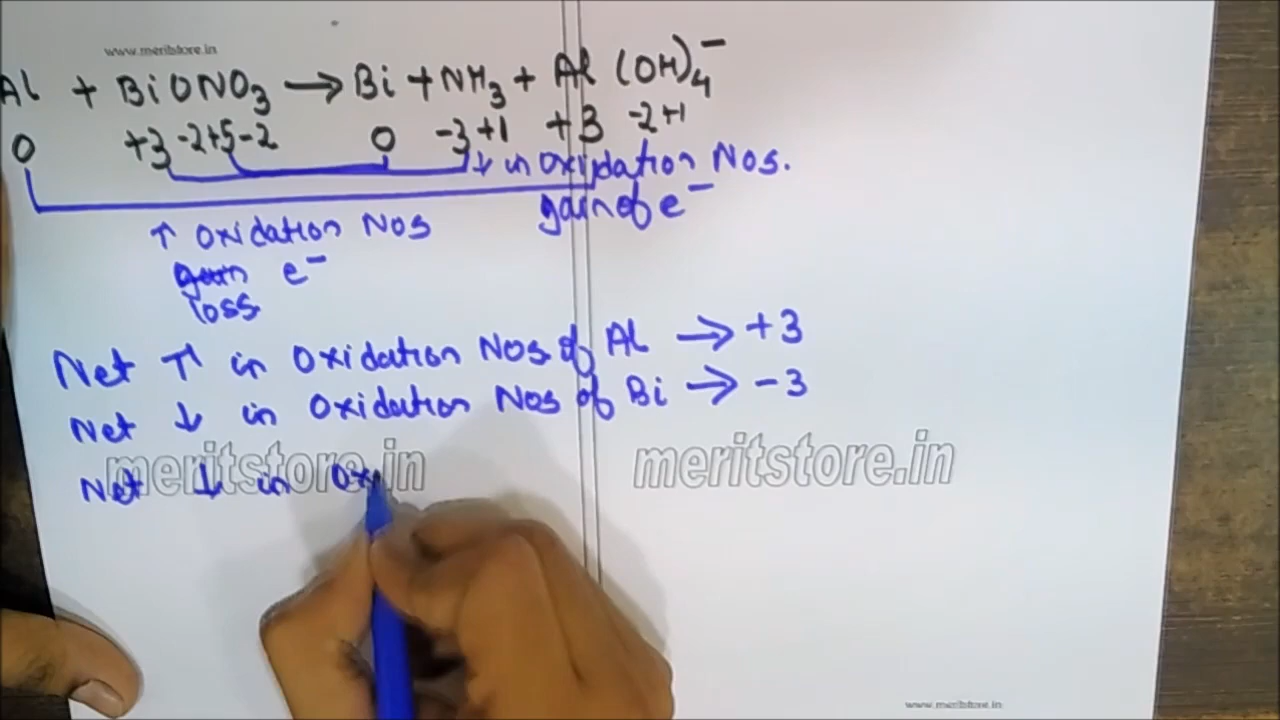 www.meritstore.in
Al + BiONO3 → Bi + NH3 + Al (OH)4−
0 +3 -2+5-2 0 -3+1 +3 -2+1
↓ in oxidation Nos.
gain of e−
↑ oxidation Nos
gain e−
loss
Net ↑ in oxidation Nos of Al → +3
Net ↓ in oxidation Nos of Bi → -3
meritstore.in meritstore.in
Net ↓ in Ox
www.meritstore.in